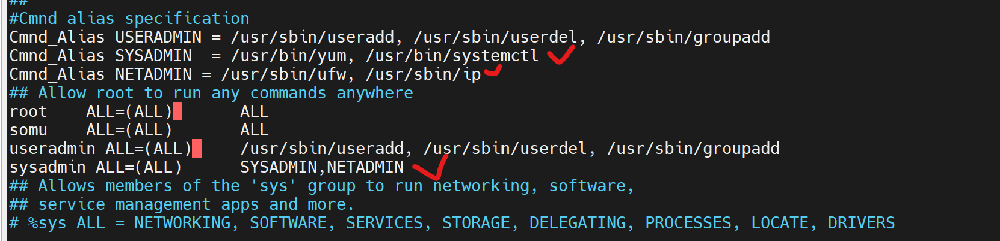 ##
#Cmnd alias specification
Cmnd_Alias USERADMIN = /usr/sbin/useradd, /usr/sbin/userdel, /usr/sbin/groupadd
Cmnd_Alias SYSADMIN  = /usr/bin/yum, /usr/bin/systemctl
Cmnd_Alias NETADMIN = /usr/sbin/ufw, /usr/sbin/ip
## Allow root to run any commands anywhere
root    ALL=(ALL)       ALL
somu    ALL=(ALL)       ALL
useradmin ALL=(ALL)     /usr/sbin/useradd, /usr/sbin/userdel, /usr/sbin/groupadd
sysadmin ALL=(ALL)      SYSADMIN,NETADMIN
## Allows members of the 'sys' group to run networking, software,
## service management apps and more.
# %sys ALL = NETWORKING, SOFTWARE, SERVICES, STORAGE, DELEGATING, PROCESSES, LOCATE, DRIVERS